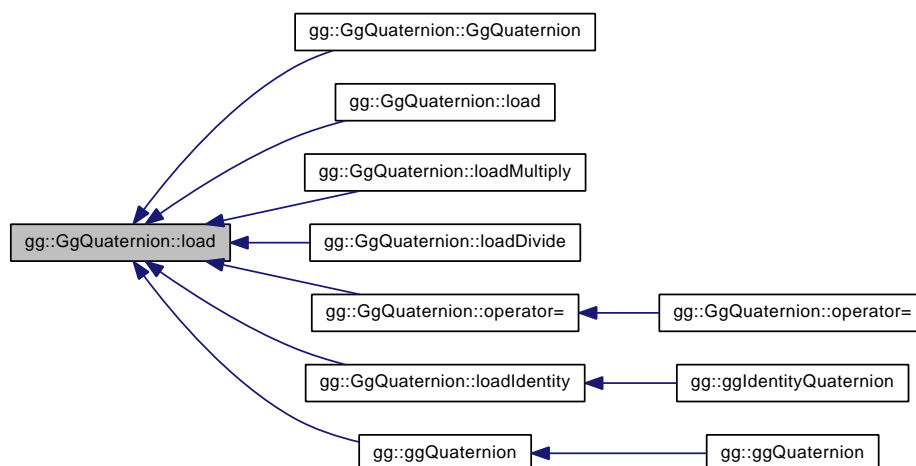 gg::GgQuaternion::GgQuaternion
gg::GgQuaternion::load
gg::GgQuaternion::loadMultiply
gg::GgQuaternion::load
gg::GgQuaternion::loadDivide
gg::GgQuaternion::operator=
gg::GgQuaternion::operator=
gg::GgQuaternion::loadIdentity
gg::ggIdentityQuaternion
gg::ggQuaternion
gg::ggQuaternion